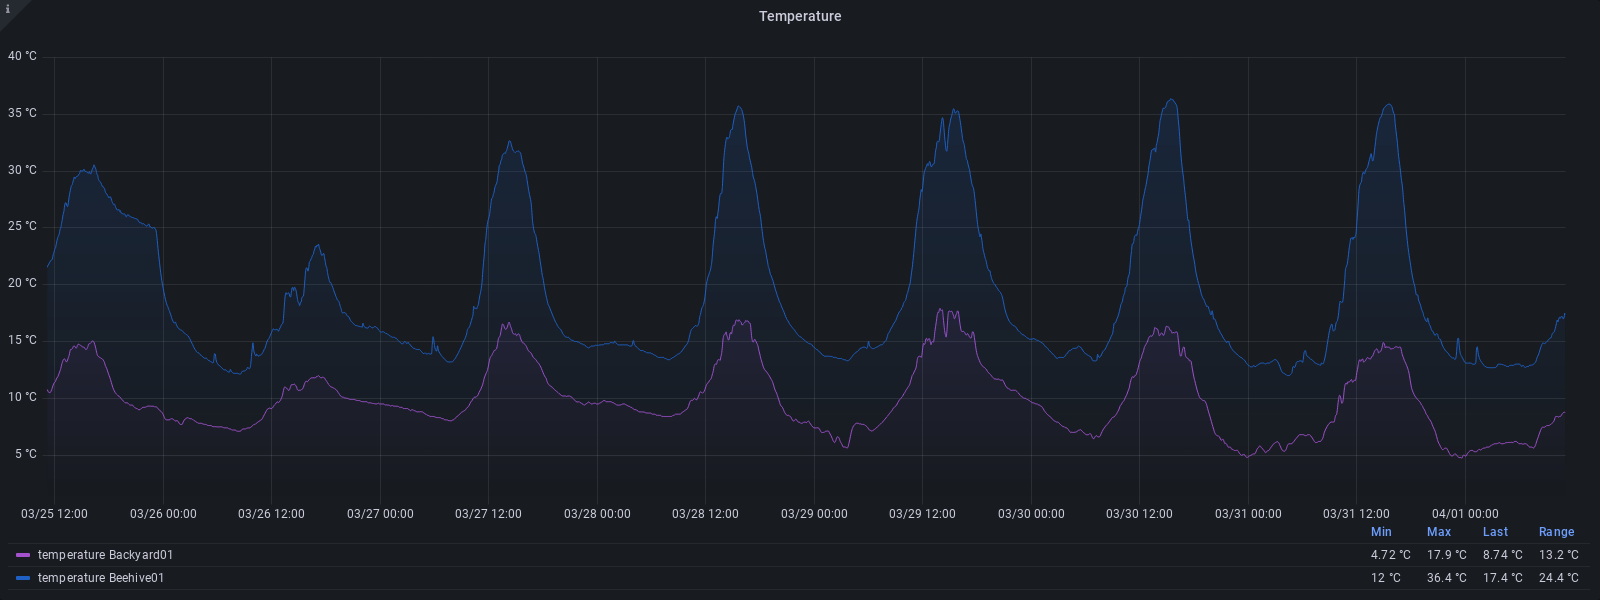 i
Temperature
40 °C
35 °C
30 °C
25 °C
20 °C
15 °C
10 °C
5 °C
03/25 12:00 03/26 00:00 03/26 12:00 03/27 00:00 03/27 12:00 03/28 00:00 03/28 12:00 03/29 00:00 03/29 12:00 03/30 00:00 03/30 12:00 03/31 00:00 03/31 12:00 04/01 00:00
Min Max Last Range
temperature Backyard01 4.72 °C 17.9 °C 8.74 °C 13.2 °C
temperature Beehive01 12 °C 36.4 °C 17.4 °C 24.4 °C